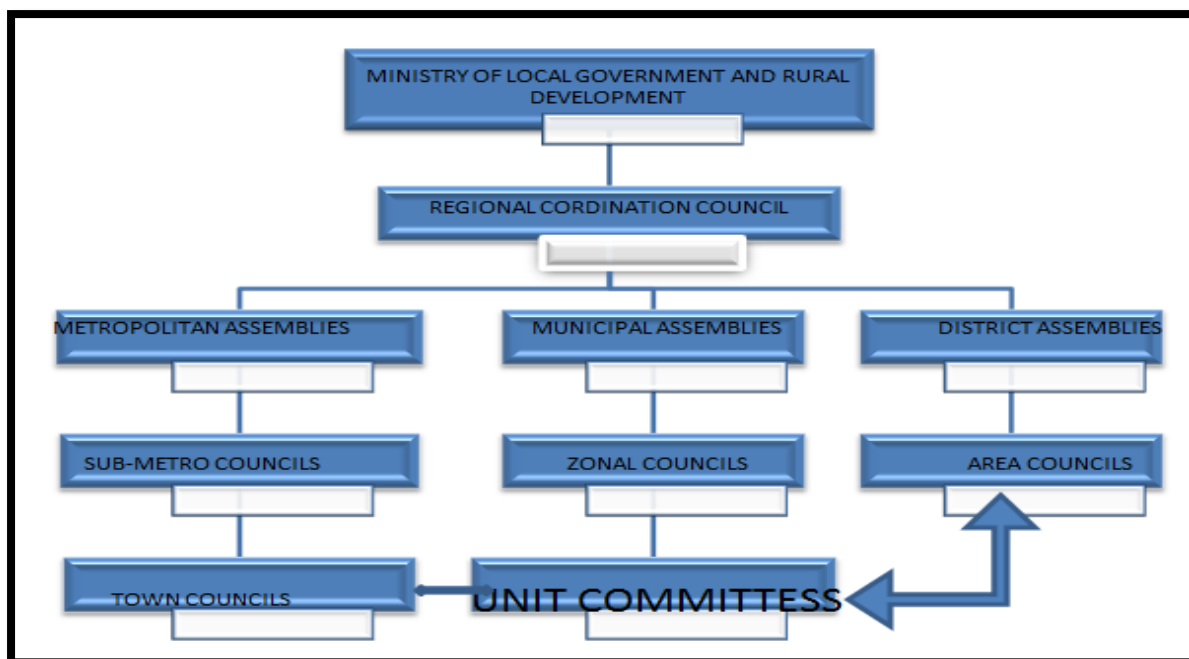 MINISTRY OF LOCAL GOVERNMENT AND RURAL
DEVELOPMENT
REGIONAL CORDINATION COUNCIL
METROPOLITAN ASSEMBLIES
MUNICIPAL ASSEMBLIES
DISTRICT ASSEMBLIES
SUB-METRO COUNCILS
ZONAL COUNCILS
AREA COUNCILS
TOWN COUNCILS
UNIT COMMITTESS